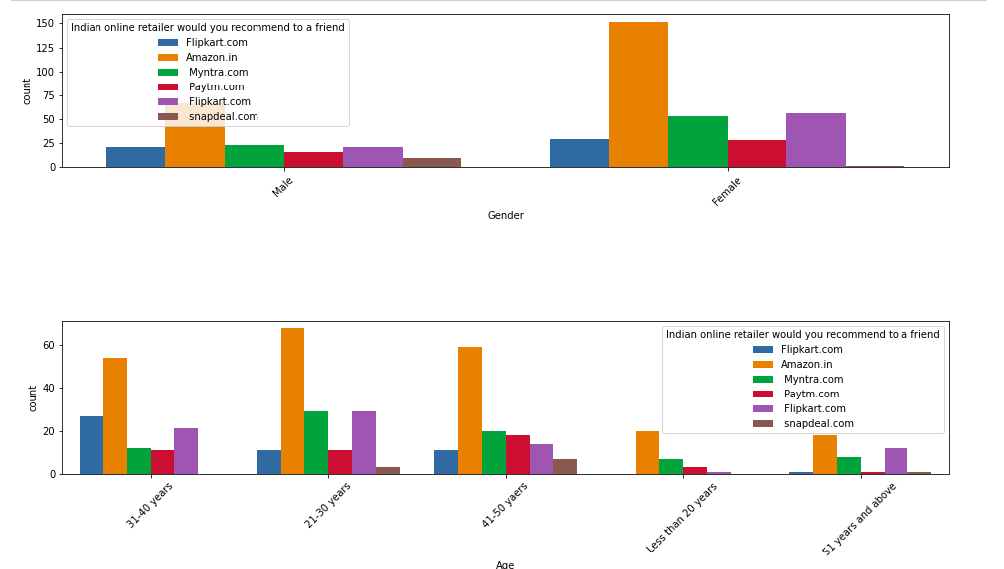 150
125
100
75
50
25
0
count
Indian online retailer would you recommend to a friend
Flipkart.com
Amazon.in
Myntra.com
Paytm.com
Flipkart.com
snapdeal.com
Male
Female
Gender
60
40
20
0
count
Indian online retailer would you recommend to a friend
Flipkart.com
Amazon.in
Myntra.com
Paytm.com
Flipkart.com
snapdeal.com
31-40 years
21-30 years
41-50 yaers
Less than 20 years
51 years and above
Age